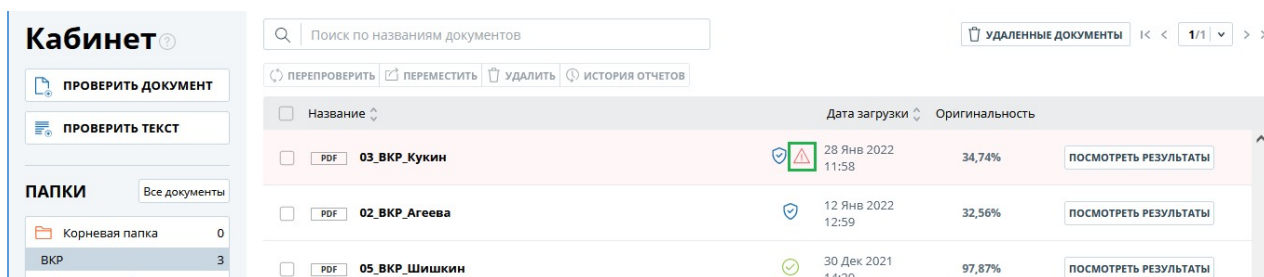 Кабинет
ПРОВЕРИТЬ ДОКУМЕНТ
ПРОВЕРИТЬ ТЕКСТ
ПАПКИ Все документы
Корневая папка 0
ВКР 3
Поиск по названиям документов
УДАЛЕННЫЕ ДОКУМЕНТЫ 1/1
ПЕРЕПРОВЕРИТЬ ПЕРЕМЕСТИТЬ УДАЛИТЬ ИСТОРИЯ ОТЧЕТОВ
Название Дата загрузки Оригинальность
PDF 03_ВКР_Кукин 28 Янв 2022 11:58 34,74% ПОСМОТРЕТЬ РЕЗУЛЬТАТЫ
PDF 02_ВКР_Агеева 12 Янв 2022 12:59 32,56% ПОСМОТРЕТЬ РЕЗУЛЬТАТЫ
PDF 05_ВКР_Шишкин 30 Дек 2021 97,87% ПОСМОТРЕТЬ РЕЗУЛЬТАТЫ